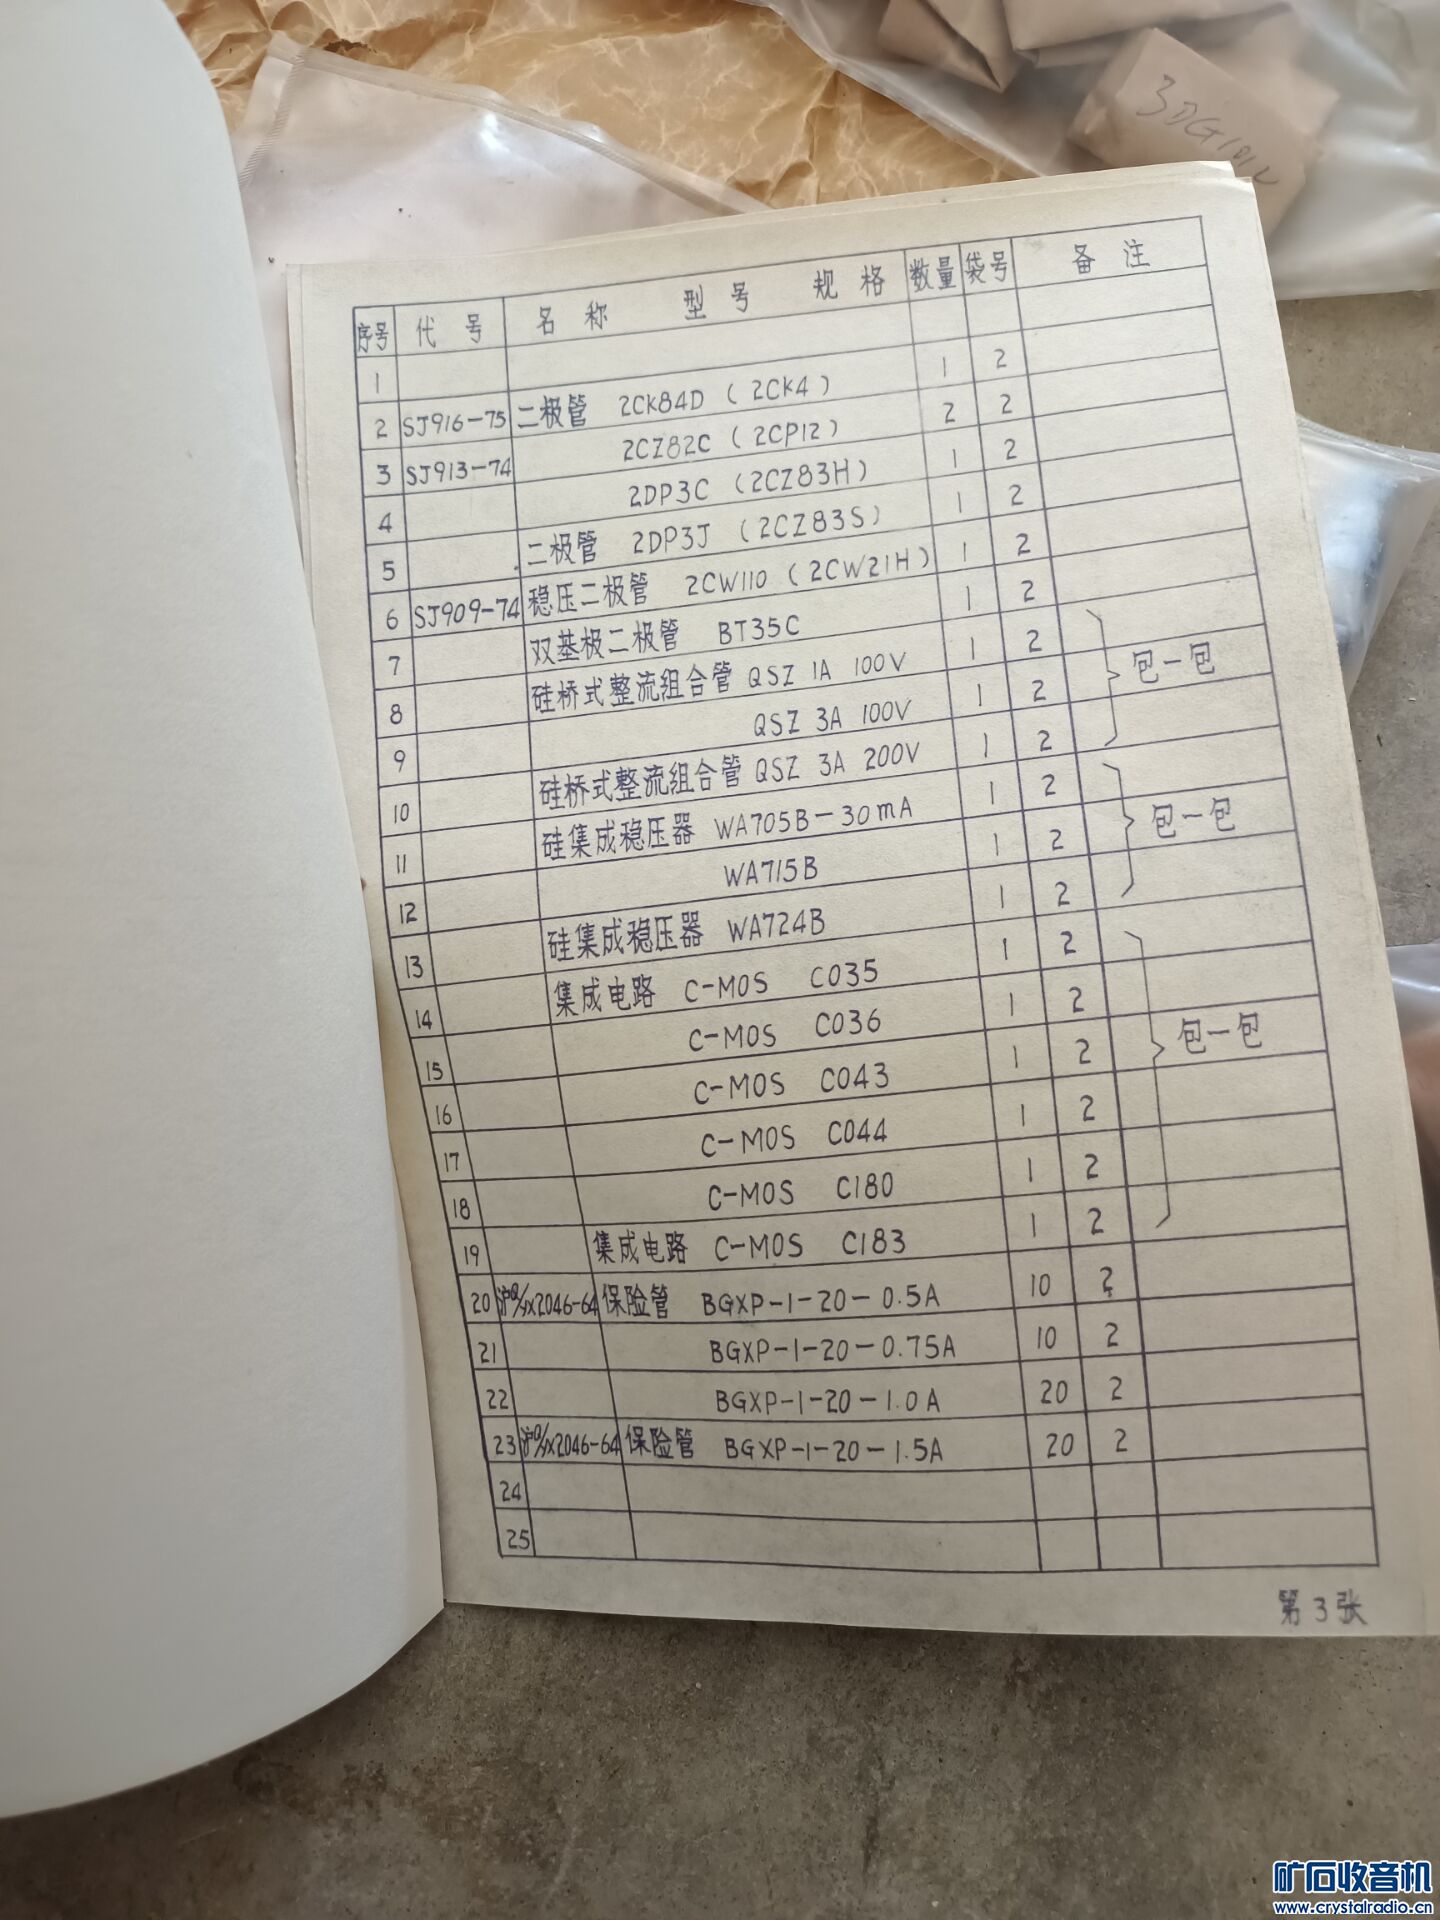 3DG101
序号 代号 名称 型号 规格 数量 袋号 备注
1
2 SJ916-75 二极管 2CK84D (2CK4) 1 2
3 SJ913-74 2CZ82C (2CP12) 2 2
4 2DP3C (2CZ83H) 1 2
5 二极管 2DP3J (2CZ83S) 1 2
6 SJ909-74 稳压二极管 2CW110 (2CW21H) 1 2
7 双基极二极管 BT35C 1 2
8 硅桥式整流组合管 QSZ 1A 100V 1 2
9 QSZ 3A 100V 1 2 包一包
10 硅桥式整流组合管 QSZ 3A 200V 1 2
11 硅集成稳压器 WA705B-30mA 1 2
12 WA715B 1 2 包一包
13 硅集成稳压器 WA724B 1 2
14 集成电路 C-MOS C035 1 2
15 C-MOS C036 1 2
16 C-MOS C043 1 2 包一包
17 C-MOS C044 1 2
18 C-MOS C180 1 2
19 集成电路 C-MOS C183 1 2
20 沪Q/YX2046-64 保险管 BGXP-1-20-0.5A 10 2
21 BGXP-1-20-0.75A 10 2
22 BGXP-1-20-1.0A 20 2
23 沪Q/YX2046-64 保险管 BGXP-1-20-1.5A 20 2
24
25
第3张
矿石收音机
www.crystalradio.cn